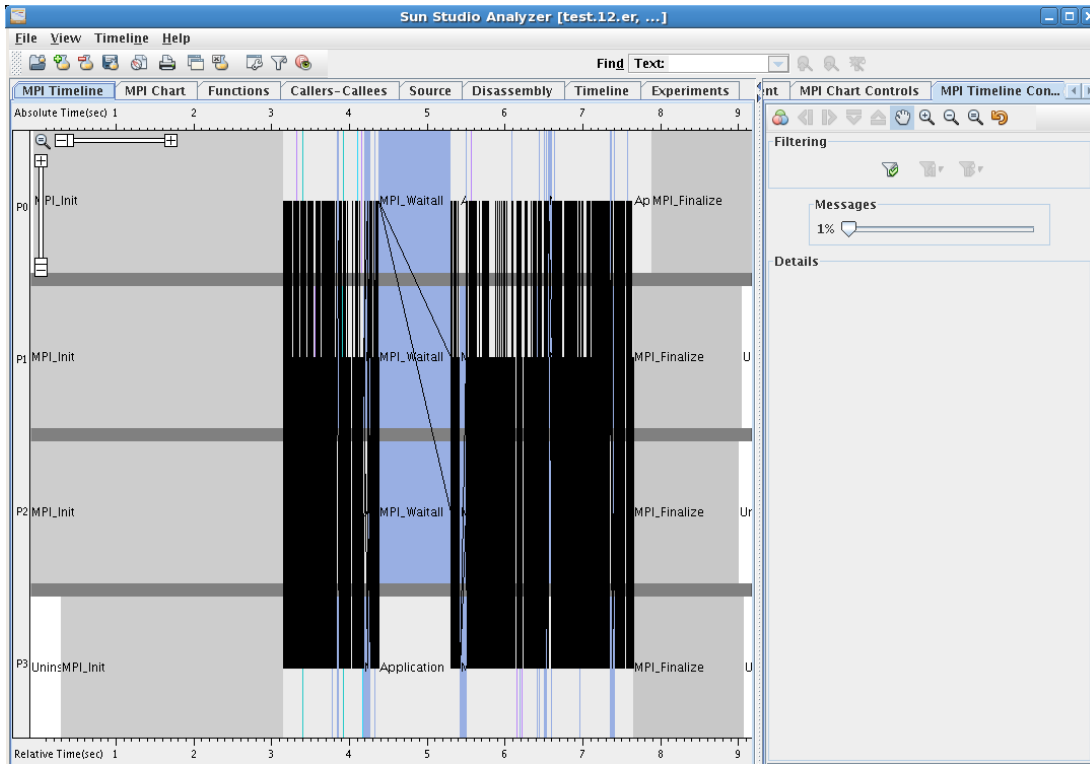 Sun Studio Analyzer [test.12.er, ...]
File View Timeline Help
Find Text:
MPI Timeline MPI Chart Functions Callers-Callees Source Disassembly Timeline Experiments nt MPI Chart Controls MPI Timeline Con...
Absolute Time(sec) 1 2 3 4 5 6 7 8 9
Filtering
P0 MPI_Init MPI_Waitall A Ap MPI_Finalize
Messages
1%
Details
P1 MPI_Init MPI_Waitall MPI_Finalize U
P2 MPI_Init MPI_Waitall MPI_Finalize Un
P3 Unins MPI_Init Application MPI_Finalize U
Relative Time(sec) 1 2 3 4 5 6 7 8 9